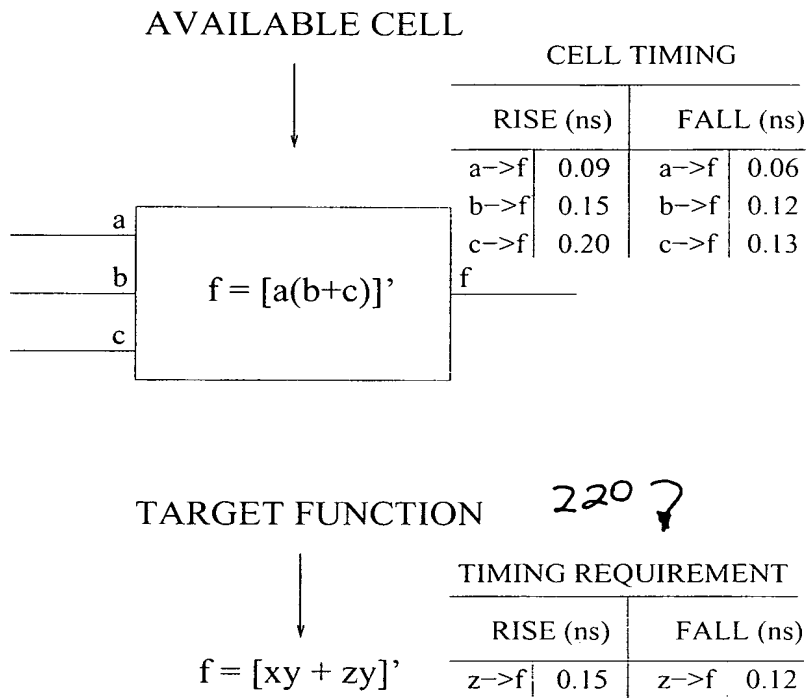 AVAILABLE CELL
CELL TIMING
RISE (ns) FALL (ns)
a->f 0.09 a->f 0.06
b->f 0.15 b->f 0.12
c->f 0.20 c->f 0.13
a
b
c
f = [a(b+c)]’
f
TARGET FUNCTION
220 ?
TIMING REQUIREMENT
RISE (ns) FALL (ns)
f = [xy + zy]’
z->f 0.15 z->f 0.12